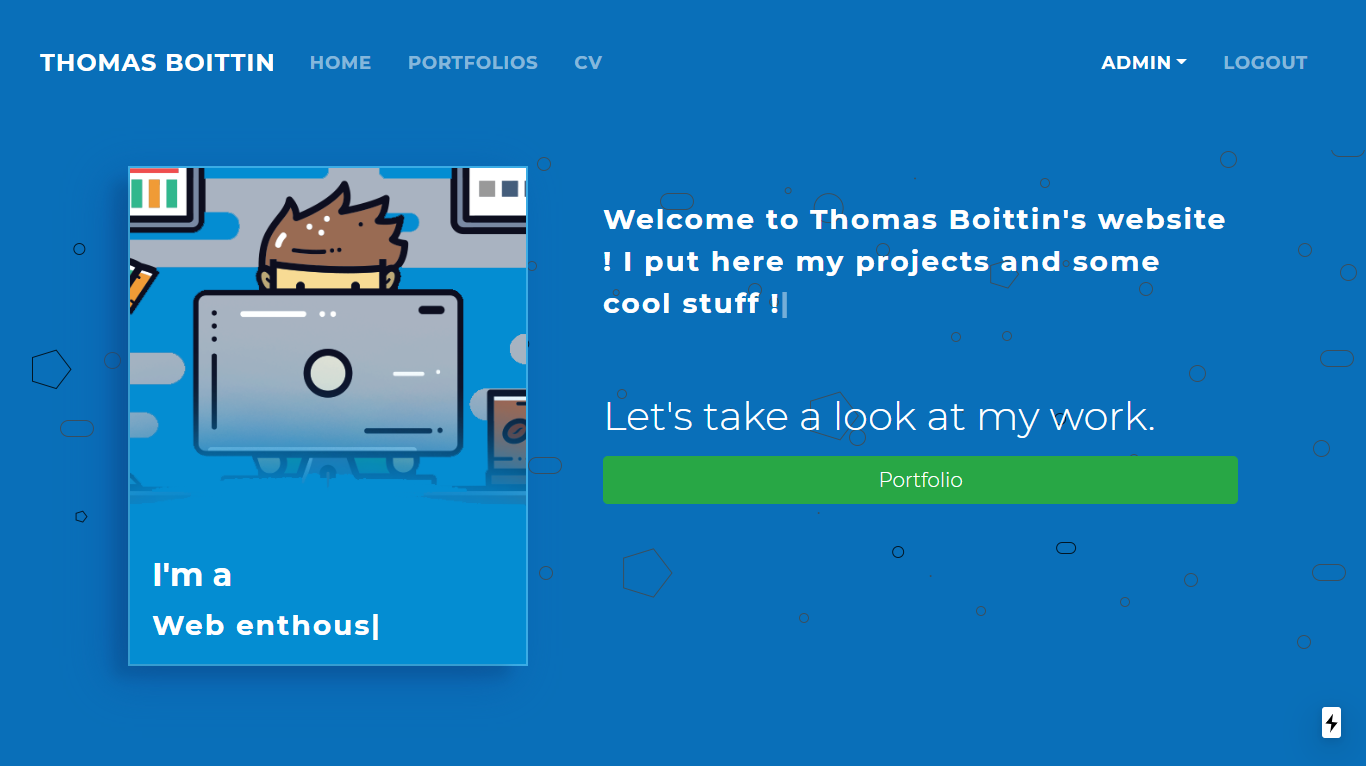 THOMAS BOITTIN HOME PORTFOLIOS CV ADMIN LOGOUT
Welcome to Thomas Boittin's website
! I put here my projects and some
cool stuff !
Let's take a look at my work.
Portfolio
I'm a
Web enthous